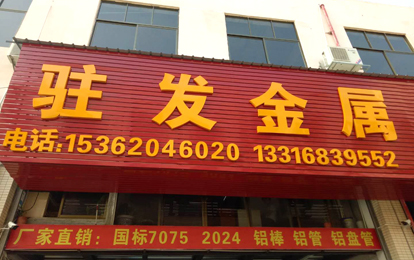 驻发金属
电话:15362046020 13316839552
厂家直销：国标7075 2024 铝棒 铝管 铝盘管